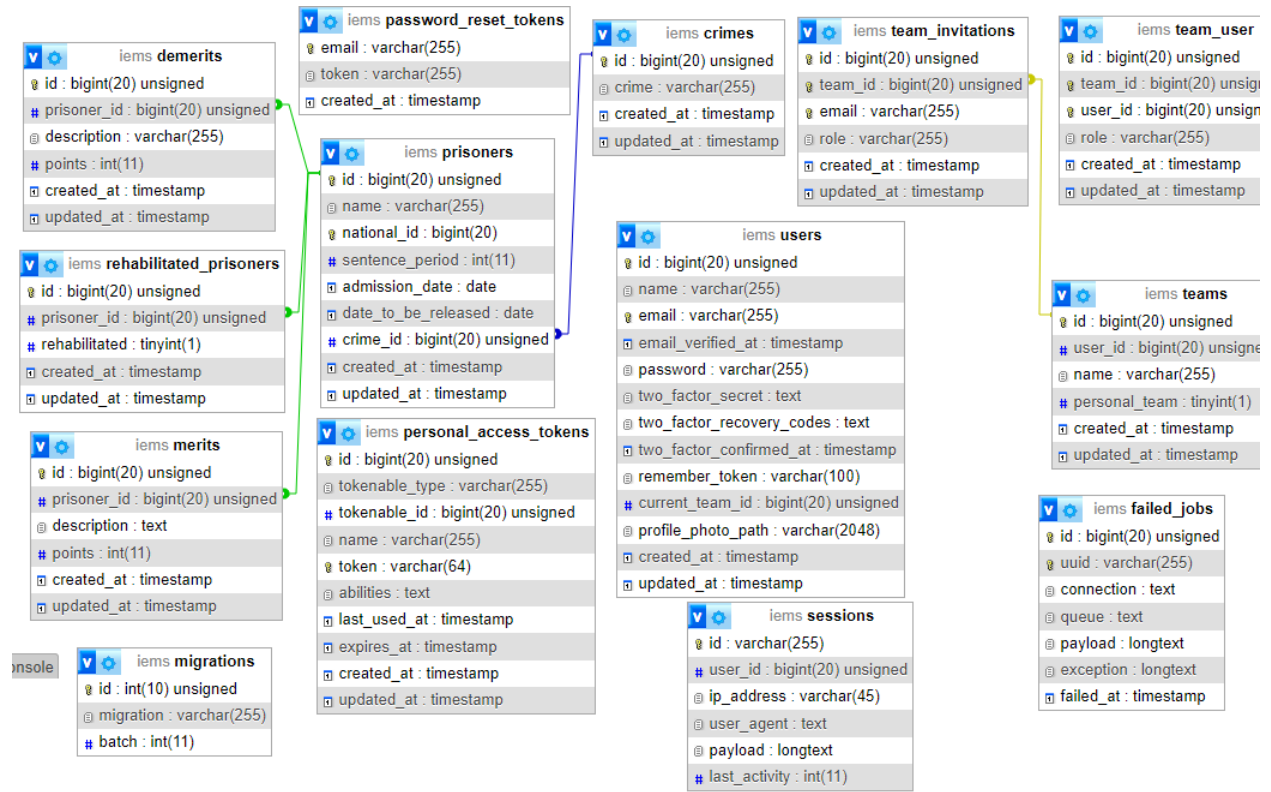 iems demerits
id : bigint(20) unsigned
# prisoner_id : bigint(20) unsigned
description : varchar(255)
# points : int(11)
created_at : timestamp
updated_at : timestamp
iems rehabilitated_prisoners
id : bigint(20) unsigned
# prisoner_id : bigint(20) unsigned
# rehabilitated : tinyint(1)
created_at : timestamp
updated_at : timestamp
iems merits
id : bigint(20) unsigned
# prisoner_id : bigint(20) unsigned
description : text
# points : int(11)
created_at : timestamp
updated_at : timestamp
onsole
iems migrations
id : int(10) unsigned
migration : varchar(255)
# batch : int(11)
iems password_reset_tokens
email : varchar(255)
token : varchar(255)
created_at : timestamp
iems prisoners
id : bigint(20) unsigned
name : varchar(255)
national_id : bigint(20)
# sentence_period : int(11)
admission_date : date
date_to_be_released : date
# crime_id : bigint(20) unsigned
created_at : timestamp
updated_at : timestamp
iems personal_access_tokens
id : bigint(20) unsigned
tokenable_type : varchar(255)
# tokenable_id : bigint(20) unsigned
name : varchar(255)
token : varchar(64)
abilities : text
last_used_at : timestamp
expires_at : timestamp
created_at : timestamp
updated_at : timestamp
iems crimes
id : bigint(20) unsigned
crime : varchar(255)
created_at : timestamp
updated_at : timestamp
iems users
id : bigint(20) unsigned
name : varchar(255)
email : varchar(255)
email_verified_at : timestamp
password : varchar(255)
two_factor_secret : text
two_factor_recovery_codes : text
two_factor_confirmed_at : timestamp
remember_token : varchar(100)
# current_team_id : bigint(20) unsigned
profile_photo_path : varchar(2048)
created_at : timestamp
updated_at : timestamp
iems sessions
id : varchar(255)
# user_id : bigint(20) unsigned
ip_address : varchar(45)
user_agent : text
payload : longtext
# last_activity : int(11)
iems team_invitations
id : bigint(20) unsigned
team_id : bigint(20) unsigned
email : varchar(255)
role : varchar(255)
created_at : timestamp
updated_at : timestamp
iems team_user
id : bigint(20) unsigned
team_id : bigint(20) unsig
user_id : bigint(20) unsign
role : varchar(255)
created_at : timestamp
updated_at : timestamp
iems teams
id : bigint(20) unsigned
# user_id : bigint(20) unsigne
name : varchar(255)
# personal_team : tinyint(1)
created_at : timestamp
updated_at : timestamp
iems failed_jobs
id : bigint(20) unsigned
uuid : varchar(255)
connection : text
queue : text
payload : longtext
exception : longtext
failed_at : timestamp